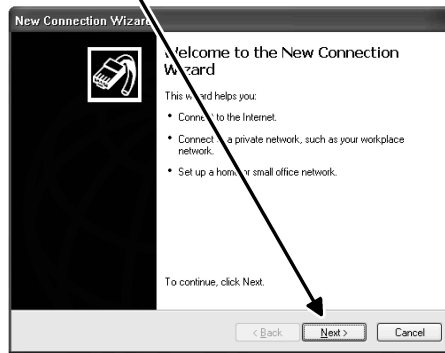 New Connection Wizard
Welcome to the New Connection
Wizard
This wizard helps you:
• Connect to the Internet.
• Connect to a private network, such as your workplace
network.
• Set up a home or small office network.
To continue, click Next.
< Back Next > Cancel